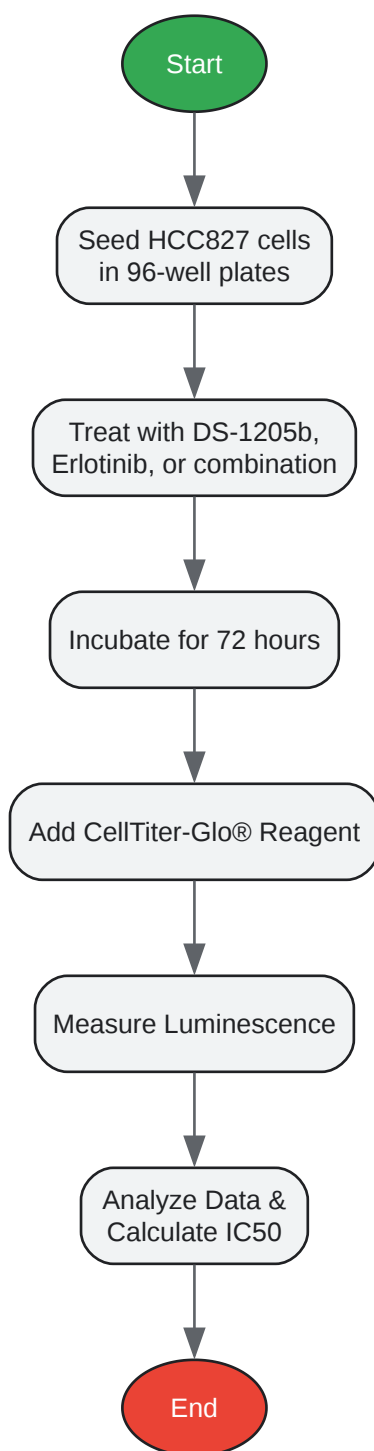 Start
Seed HCC827 cells
in 96-well plates
Treat with DS-1205b,
Erlotinib, or combination
Incubate for 72 hours
Add CellTiter-Glo® Reagent
Measure Luminescence
Analyze Data &
Calculate IC50
End